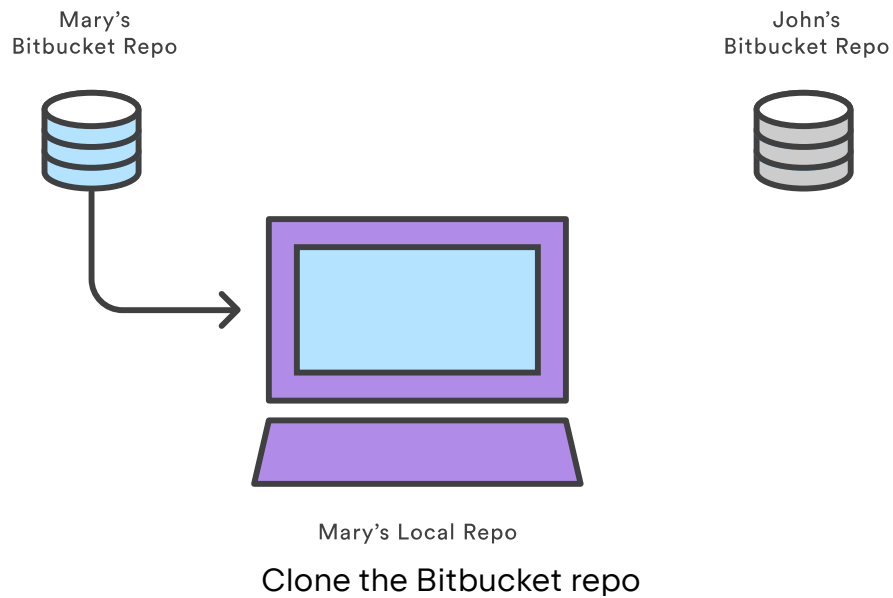 Mary’s
Bitbucket Repo
John’s
Bitbucket Repo
Mary’s Local Repo
Clone the Bitbucket repo